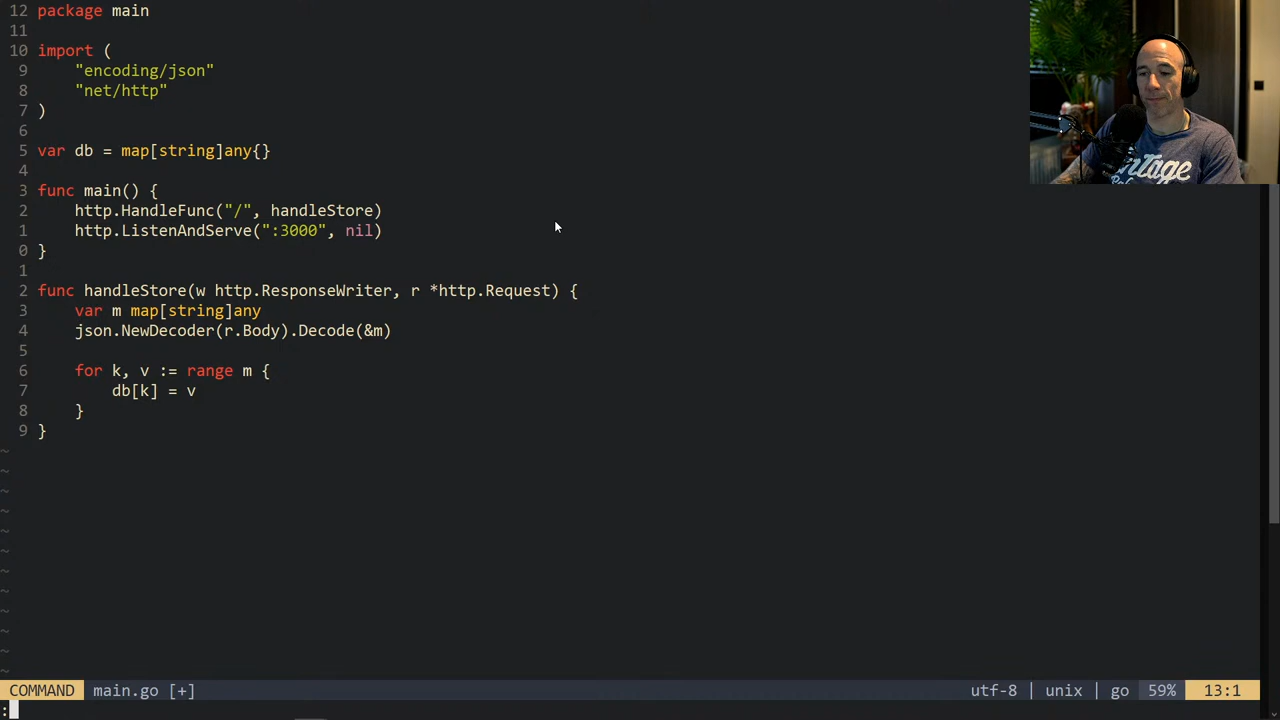 12 package main
11
10 import (
9 "encoding/json"
8 "net/http"
7 )
6
5 var db = map[string]any{}
4
3 func main() {
2 http.HandleFunc("/", handleStore)
1 http.ListenAndServe(":3000", nil)
0 }
1
2 func handleStore(w http.ResponseWriter, r *http.Request) {
3 var m map[string]any
4 json.NewDecoder(r.Body).Decode(&m)
5
6 for k, v := range m {
7 db[k] = v
8 }
9 }
~
~
~
~
~
~
~
~
~
~
~
~
COMMAND main.go [+] utf-8 | unix | go 59% 13:1
: